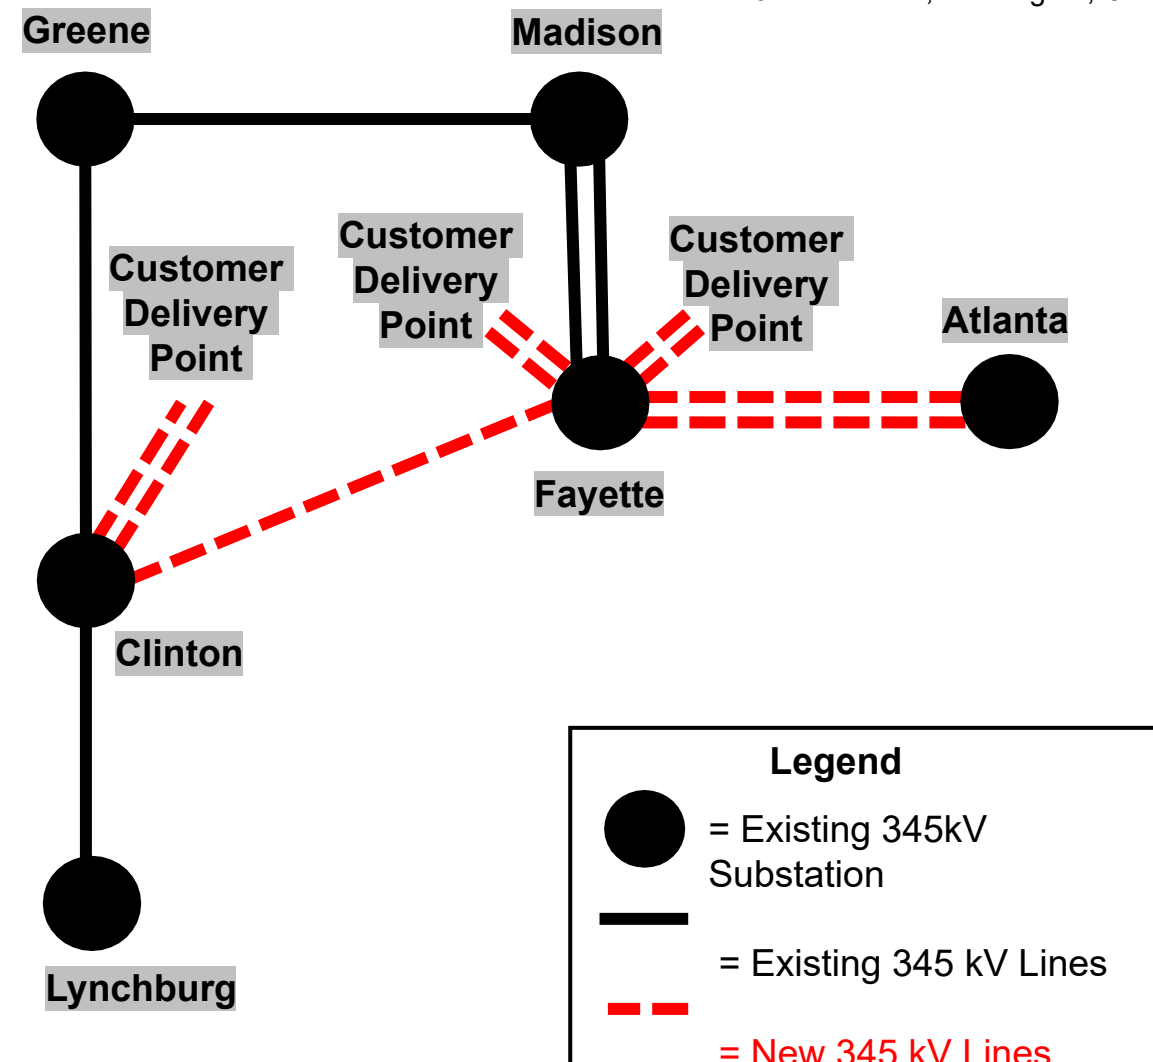 Greene
Madison
Customer
Delivery
Point
Customer
Delivery
Point
Customer
Delivery
Point
Atlanta
Fayette
Clinton
Lynchburg
Legend
= Existing 345kV
Substation
= Existing 345 kV Lines
= New 345 kV Lines